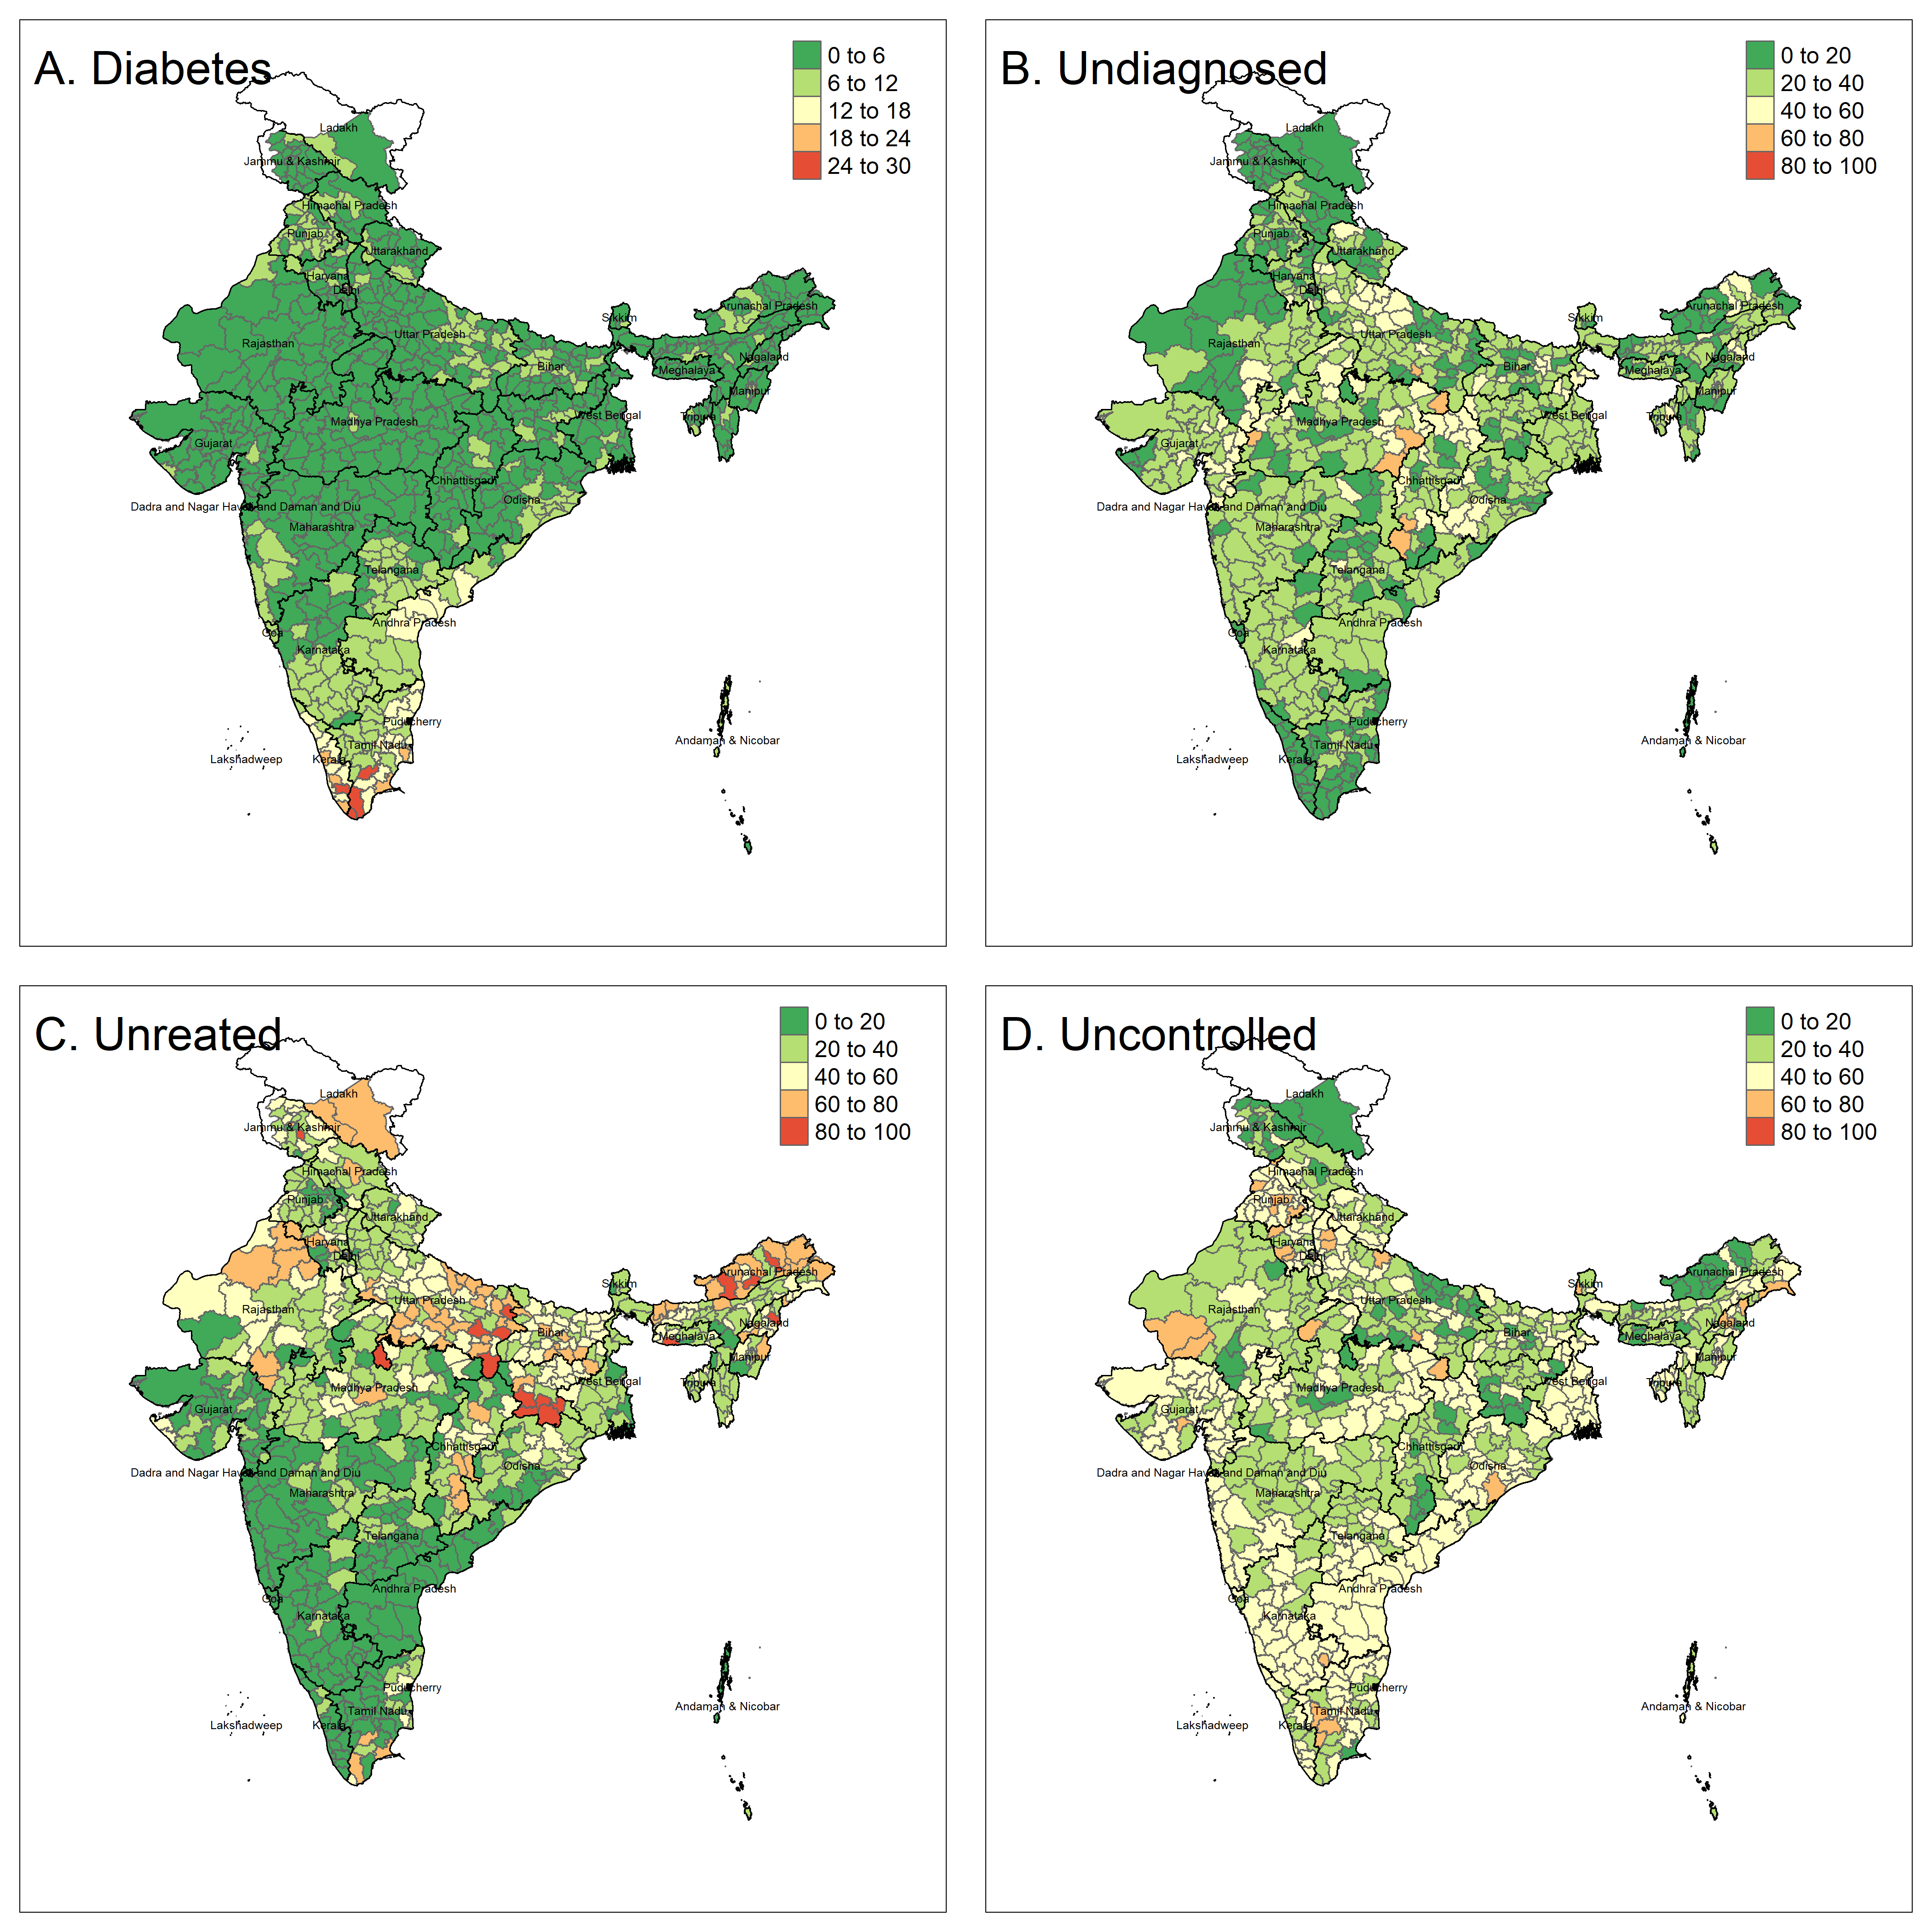 A. Diabetes
0 to 6
6 to 12
12 to 18
18 to 24
24 to 30
Ladakh
Jammu & Kashmir
Himachal Pradesh
Punjab
Uttarakhand
Haryana
Delhi
Arunachal Pradesh
Sikkim
Uttar Pradesh
Rajasthan
Nagaland
Bihar
Meghalaya
Manipur
Tripura
West Bengal
Madhya Pradesh
Gujarat
Chhattisgarh
Odisha
Dadra and Nagar Haveli and Daman and Diu
Maharashtra
Telangana
Andhra Pradesh
Goa
Karnataka
Puducherry
Andaman & Nicobar
Tamil Nadu
Lakshadweep
Kerala
B. Undiagnosed
0 to 20
20 to 40
40 to 60
60 to 80
80 to 100
Ladakh
Jammu & Kashmir
Himachal Pradesh
Punjab
Uttarakhand
Haryana
Delhi
Arunachal Pradesh
Sikkim
Uttar Pradesh
Rajasthan
Nagaland
Bihar
Meghalaya
Manipur
Tripura
West Bengal
Madhya Pradesh
Gujarat
Chhattisgarh
Odisha
Dadra and Nagar Haveli and Daman and Diu
Maharashtra
Telangana
Andhra Pradesh
Goa
Karnataka
Puducherry
Andaman & Nicobar
Tamil Nadu
Lakshadweep
Kerala
C. Unreated
0 to 20
20 to 40
40 to 60
60 to 80
80 to 100
Ladakh
Jammu & Kashmir
Himachal Pradesh
Punjab
Uttarakhand
Haryana
Delhi
Arunachal Pradesh
Sikkim
Uttar Pradesh
Rajasthan
Nagaland
Bihar
Meghalaya
Manipur
Tripura
West Bengal
Madhya Pradesh
Gujarat
Chhattisgarh
Odisha
Dadra and Nagar Haveli and Daman and Diu
Maharashtra
Telangana
Andhra Pradesh
Goa
Karnataka
Puducherry
Andaman & Nicobar
Tamil Nadu
Lakshadweep
Kerala
D. Uncontrolled
0 to 20
20 to 40
40 to 60
60 to 80
80 to 100
Ladakh
Jammu & Kashmir
Himachal Pradesh
Punjab
Uttarakhand
Haryana
Delhi
Arunachal Pradesh
Sikkim
Uttar Pradesh
Rajasthan
Nagaland
Bihar
Meghalaya
Manipur
Tripura
West Bengal
Madhya Pradesh
Gujarat
Chhattisgarh
Odisha
Dadra and Nagar Haveli and Daman and Diu
Maharashtra
Telangana
Andhra Pradesh
Goa
Karnataka
Puducherry
Andaman & Nicobar
Tamil Nadu
Lakshadweep
Kerala